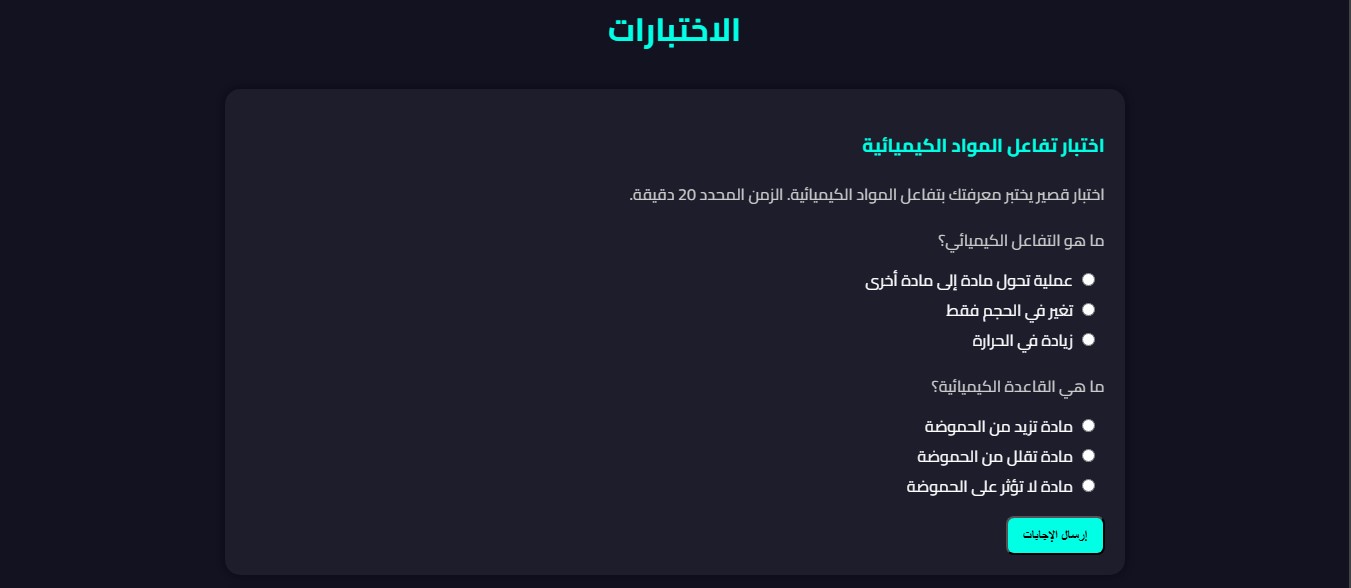 الاختبارات
اختبار تفاعل المواد الكيميائية
اختبار قصير يختبر معرفتك بتفاعل المواد الكيميائية. الزمن المحدد 20 دقيقة.
ما هو التفاعل الكيميائي؟
عملية تحول مادة إلى مادة أخرى
تغير في الحجم فقط
زيادة في الحرارة
ما هي القاعدة الكيميائية؟
مادة تزيد من الحموضة
مادة تقلل من الحموضة
مادة لا تؤثر على الحموضة
إرسال الإجابات